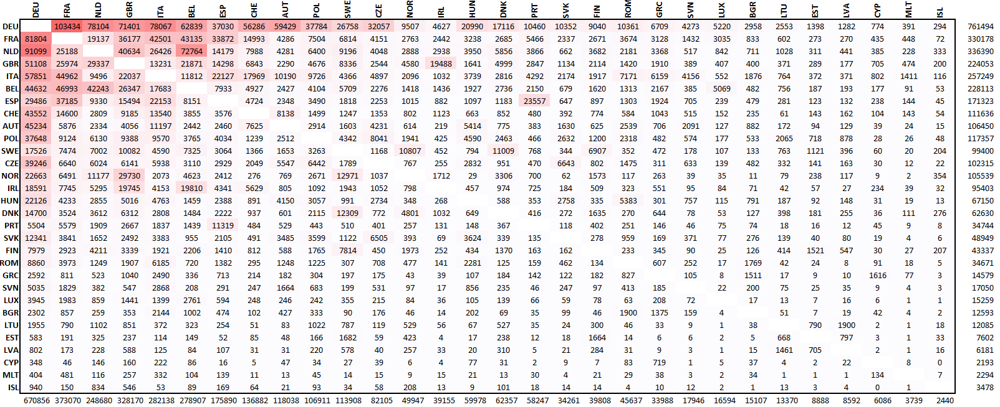 DEU FRA NLD GBR ITA BEL ESP CHE AUT POL SWE CZE NOR IRL HUN DNK PRT SVK FIN ROM GRC SVN LUX BGR LTU EST LVA CYP MLT ISL
DEU 103434 78104 71401 78067 62839 37030 56286 59429 37784 26758 32057 9507 4627 20990 17116 10460 10352 9040 10361 6709 4273 5220 2958 2553 1398 1282 774 391 294 761494
FRA 81804 19137 36177 42501 43135 33872 14993 4286 7504 6814 4151 2763 2442 3238 2685 5466 2337 2671 3674 3128 1432 3035 833 602 273 270 435 448 72 330178
NLD 91099 25188 40634 26426 72764 14179 7988 4281 6400 9196 4048 2888 2938 3950 5856 3866 662 3682 2181 3368 517 842 711 1028 311 441 385 228 333 336390
GBR 51108 25974 29337 13231 21871 14298 6843 2290 4676 8336 2544 4580 19488 1641 4999 2847 1134 2114 1420 1910 389 407 400 371 289 177 705 474 200 224053
ITA 57851 44962 9496 22037 11812 22127 17969 10190 9726 4366 4897 2096 1032 3739 2816 4292 2174 1917 7171 6259 4156 552 1876 764 372 371 802 1411 116 257249
BEL 44632 46993 42243 26347 17683 7933 4927 2427 4104 5709 2276 1418 1436 1927 2736 2150 679 1620 1313 2167 385 5069 482 756 187 193 177 91 53 228113
ESP 29486 37185 9330 15494 22153 8151 4724 2348 3490 1818 2253 1015 882 1097 1183 23557 647 897 1303 1924 705 239 479 281 123 132 238 144 45 171323
CHE 43552 14600 2809 9185 13540 3855 3576 8138 1499 1247 1353 802 1123 663 852 480 392 774 584 1043 515 152 235 61 143 162 104 143 54 111636
AUT 45234 5876 2334 4056 11197 2442 2460 7625 2914 1603 4231 614 219 5414 775 383 1630 625 2539 706 2091 127 882 172 94 129 39 24 15 106450
POL 37648 9124 6130 9388 9570 3765 4034 1239 2512 4342 8041 1941 425 4590 2463 466 2632 1200 2318 482 574 177 533 2065 718 878 28 26 48 117357
SWE 17526 7474 7002 10082 4590 7325 3064 1366 1653 3263 1168 10807 452 794 11009 768 344 6907 352 472 178 107 133 763 1121 396 60 20 204 99400
CZE 39246 6640 6024 6141 5938 3110 2929 2049 5547 6442 1789 767 255 2832 951 470 6643 802 1475 311 633 139 482 332 141 163 30 12 22 102315
NOR 22663 6491 11177 29730 2073 4623 2412 276 769 2671 12971 1037 1712 29 3306 700 62 1573 117 263 39 35 11 79 238 117 9 2 354 105539
IRL 18591 7745 5295 19745 4153 19810 4341 5629 805 1092 1943 1052 798 457 974 725 184 509 323 551 95 84 71 42 57 27 234 39 32 95403
HUN 22126 4233 2855 5016 4763 1459 2388 891 4150 3057 991 2734 348 268 588 353 2758 335 5383 301 757 115 791 187 92 148 31 19 13 67150
DNK 14700 3524 3612 6312 2808 1484 2222 937 601 2115 12309 772 4801 1032 649 416 272 1635 270 644 78 53 127 398 181 255 36 111 276 62630
PRT 5504 5579 1909 2667 1837 1439 11319 484 529 443 510 401 257 131 148 367 118 402 251 146 46 75 74 18 16 12 45 9 8 34744
SVK 12341 3841 1652 2492 3383 955 2105 491 3485 3599 1122 6505 393 69 3624 339 135 278 959 169 371 77 276 139 40 80 19 4 6 48949
FIN 7979 2923 4211 3339 1921 2206 1410 812 588 1765 7814 450 1973 252 434 1370 163 162 233 345 90 25 126 414 1521 547 30 27 207 43337
ROM 8860 3973 1249 1907 6185 720 1382 295 1248 1225 307 708 477 141 2281 125 159 462 134 607 252 17 1769 42 24 8 91 18 5 34671
GRC 2592 811 523 1040 2490 336 713 214 182 304 197 175 43 39 107 184 142 122 182 827 105 8 1511 17 9 10 1616 77 3 14579
SVN 5035 1829 382 547 2868 208 291 247 1664 683 199 531 97 17 856 235 46 247 97 413 185 22 200 75 25 35 9 4 3 17050
LUX 3945 1983 859 1441 1399 2761 594 248 246 242 355 215 84 36 105 139 66 59 78 63 208 72 17 13 7 16 6 1 1 15259
BGR 2302 857 259 353 2144 1002 474 102 427 333 90 176 46 14 202 69 35 99 46 1900 1375 159 4 51 7 19 42 4 2 12593
LTU 1955 790 1102 851 372 323 254 51 83 1022 787 119 529 56 67 527 35 24 300 46 33 9 1 38 790 1900 2 1 18 12085
EST 583 191 325 237 114 149 52 85 48 166 1682 59 423 4 17 238 12 18 1664 14 6 6 2 5 668 797 3 1 33 7602
LVA 802 173 228 588 125 84 107 31 31 220 578 40 257 33 20 310 5 21 284 31 9 3 1 15 1461 705 2 1 16 6181
CYP 348 46 146 160 222 86 16 5 47 34 27 39 6 4 77 31 2 9 7 83 719 1 5 37 4 2 22 8 0 2193
MLT 404 481 116 257 332 104 139 11 13 45 14 15 9 15 21 13 30 4 21 29 38 3 2 34 1 1 1 134 7 2294
ISL 940 150 834 546 53 89 169 64 21 93 34 58 208 13 9 101 18 14 14 4 10 12 2 1 13 3 4 0 1 3478
670856 373070 248680 328170 282138 278907 175890 136882 118038 106911 113908 82105 49947 39155 59978 62357 58247 34261 39808 45637 33988 17946 16594 15107 13370 8888 8592 6086 3739 2440